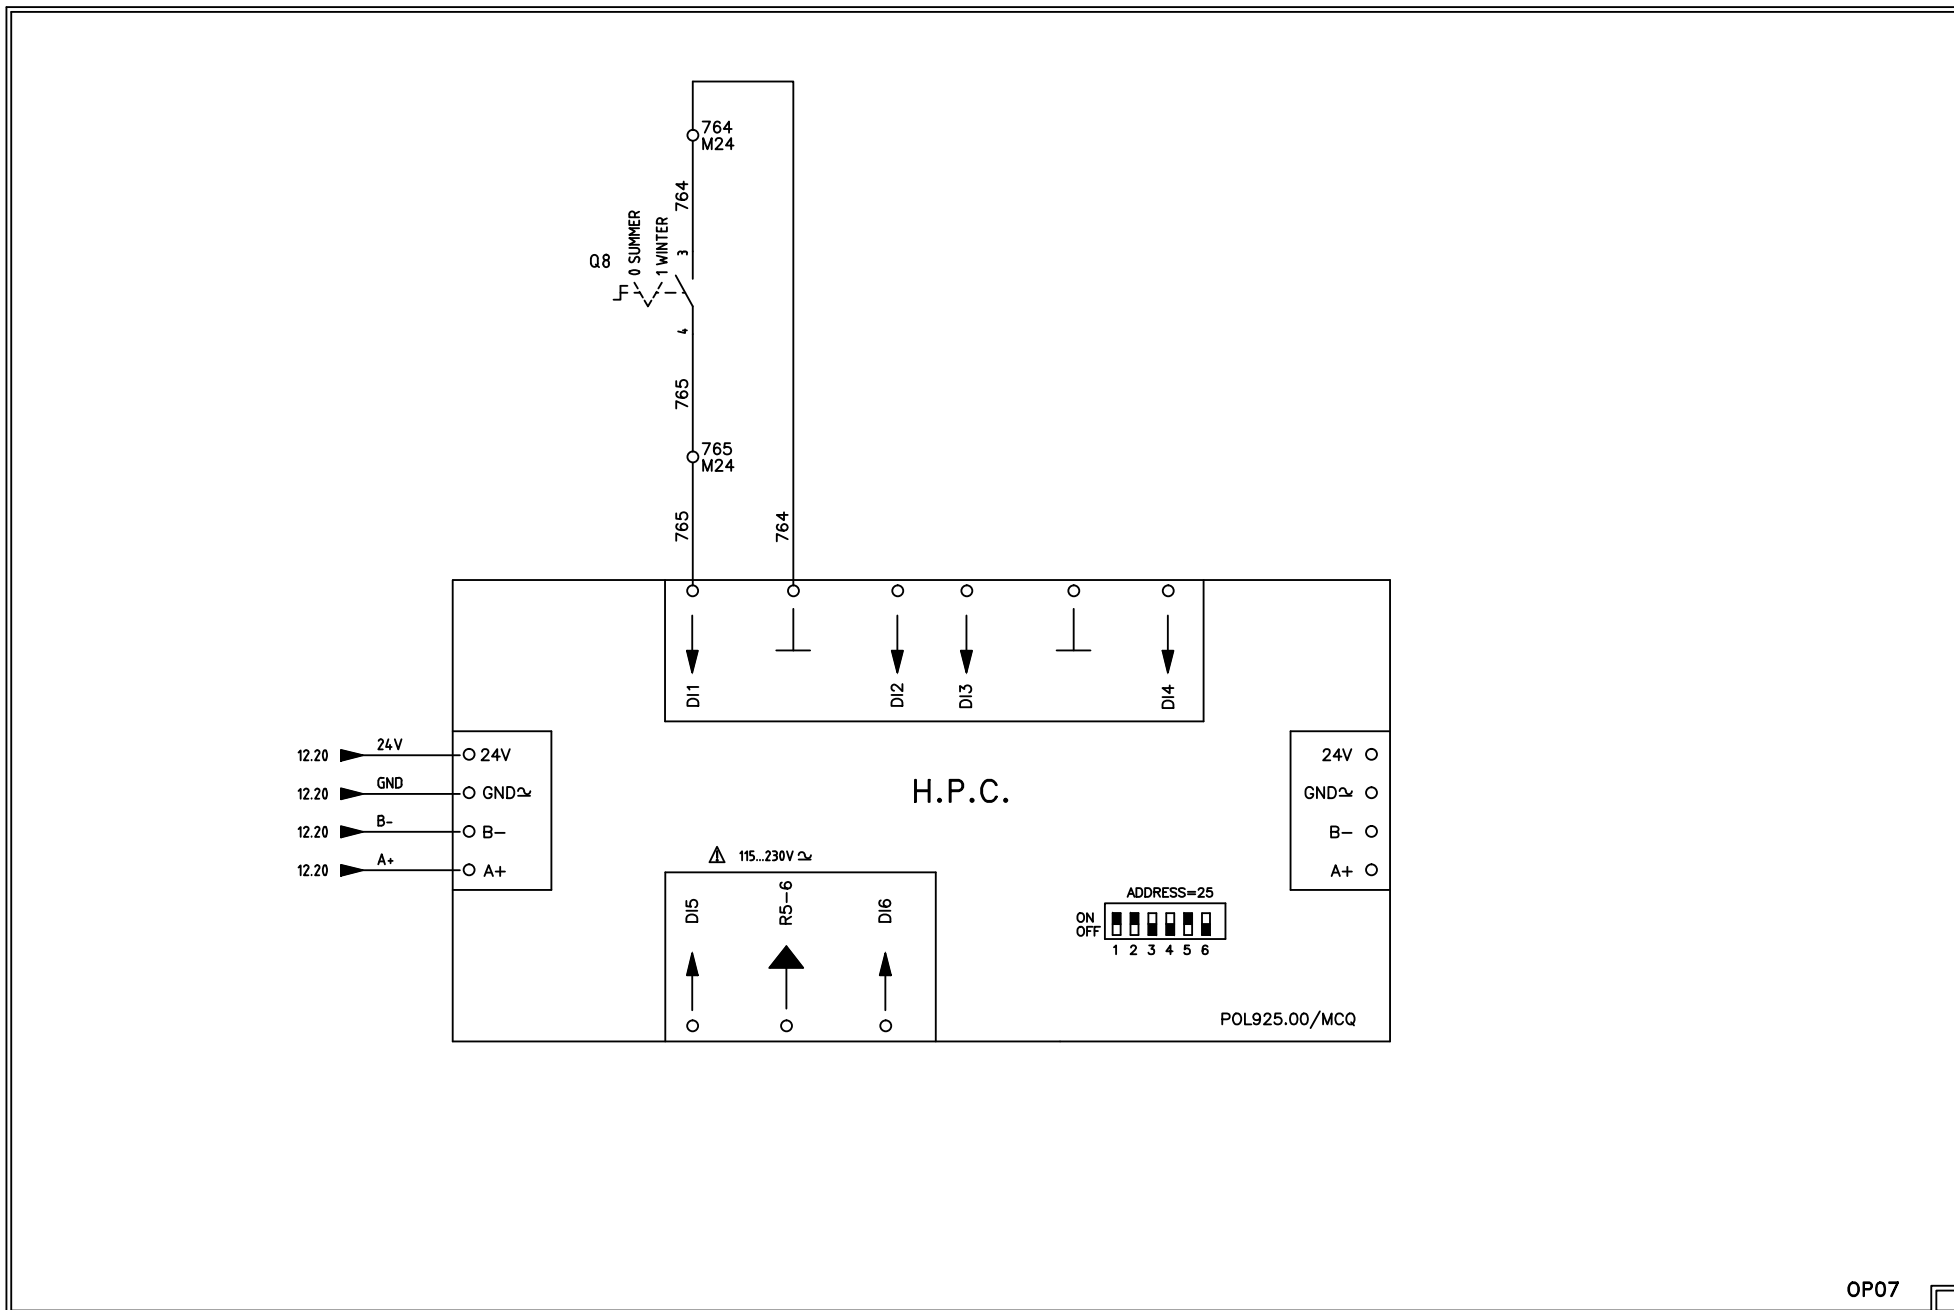 764
M24
764
Q8
0 SUMMER
1 WINTER
3
4
765
765
M24
765
764
DI1
DI2
DI3
DI4
12.20
24V
24V
12.20
GND
GND
12.20
B-
B-
12.20
A+
A+
H.P.C.
24V
GND
B-
A+
115...230V
DI5
R5-6
DI6
ADDRESS=25
ON
OFF
1 2 3 4 5 6
POL925.00/MCQ
OP07